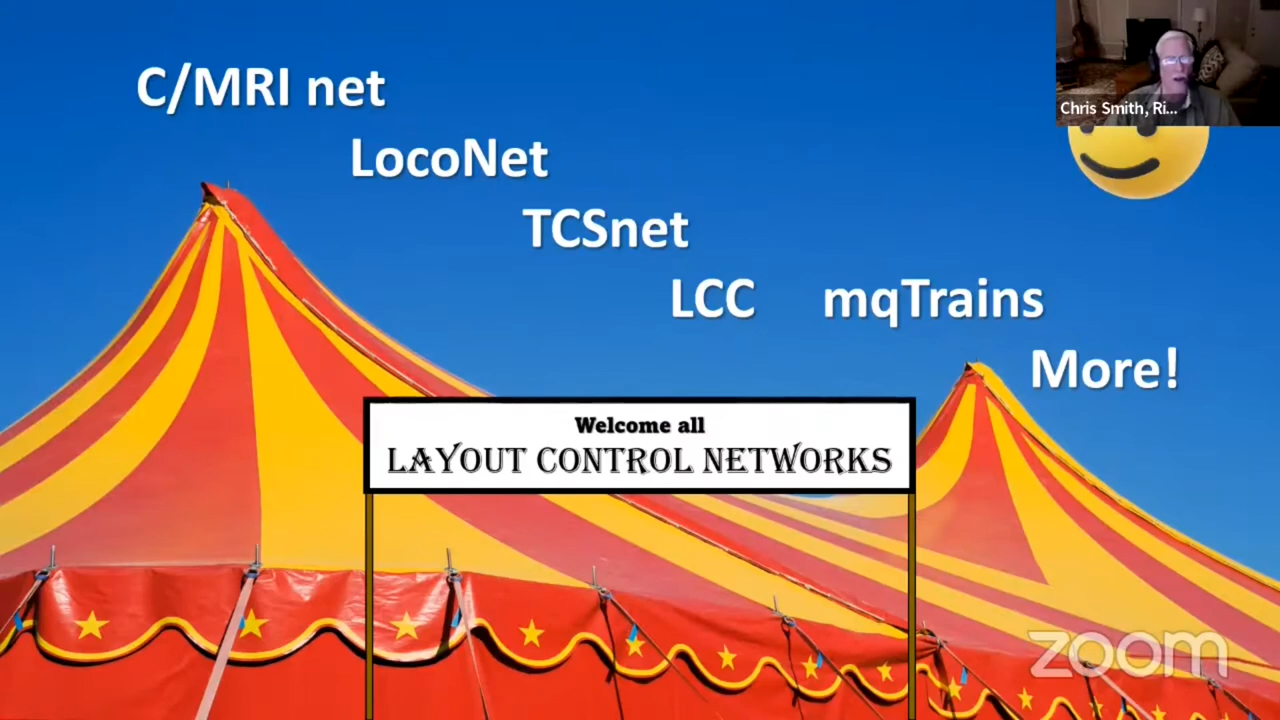 C/MRI net
Chris Smith, Ri...
LocoNet
TCSnet
LCC mqTrains
More!
Welcome all
LAYOUT CONTROL NETWORKS
zoom